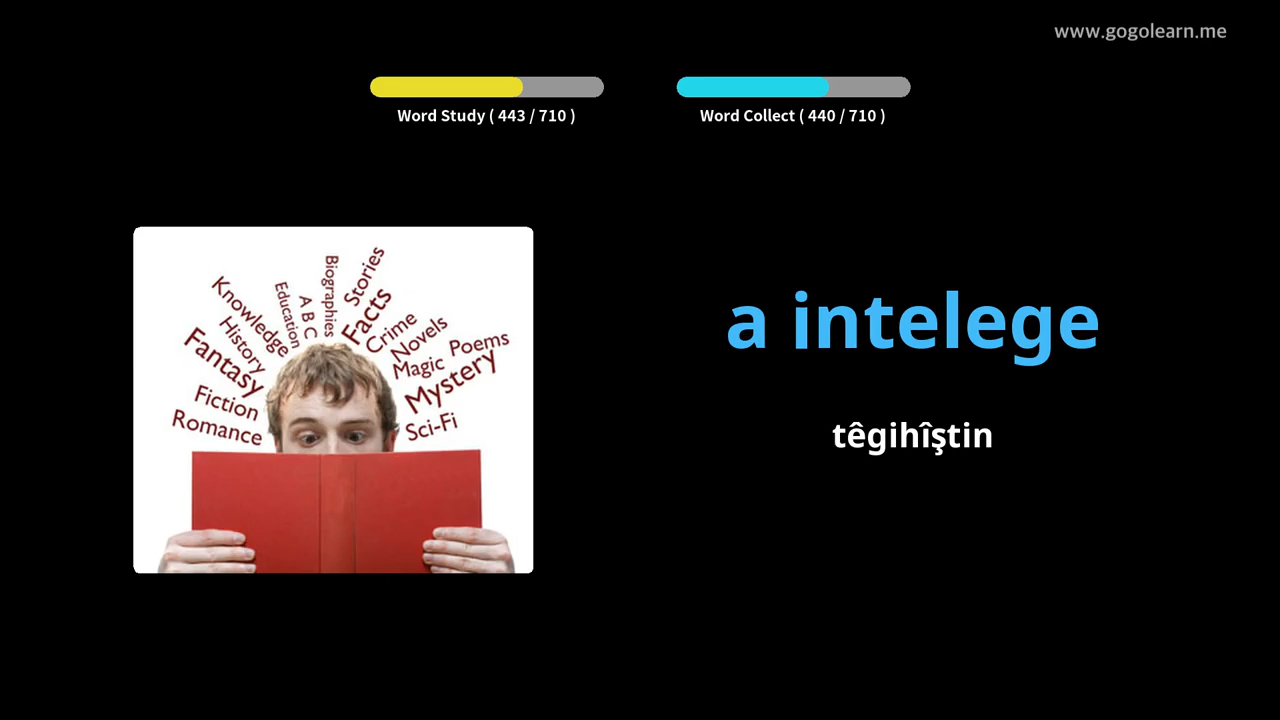 www.gogolearn.me
Word Study ( 443 / 710 )
Word Collect ( 440 / 710 )
Knowledge
History
Fantasy
Fiction
Romance
Education
A B C
Biographies
Stories
Facts
Crime
Novels
Magic
Poems
Mystery
Sci-Fi
a intelege
têgihîştin